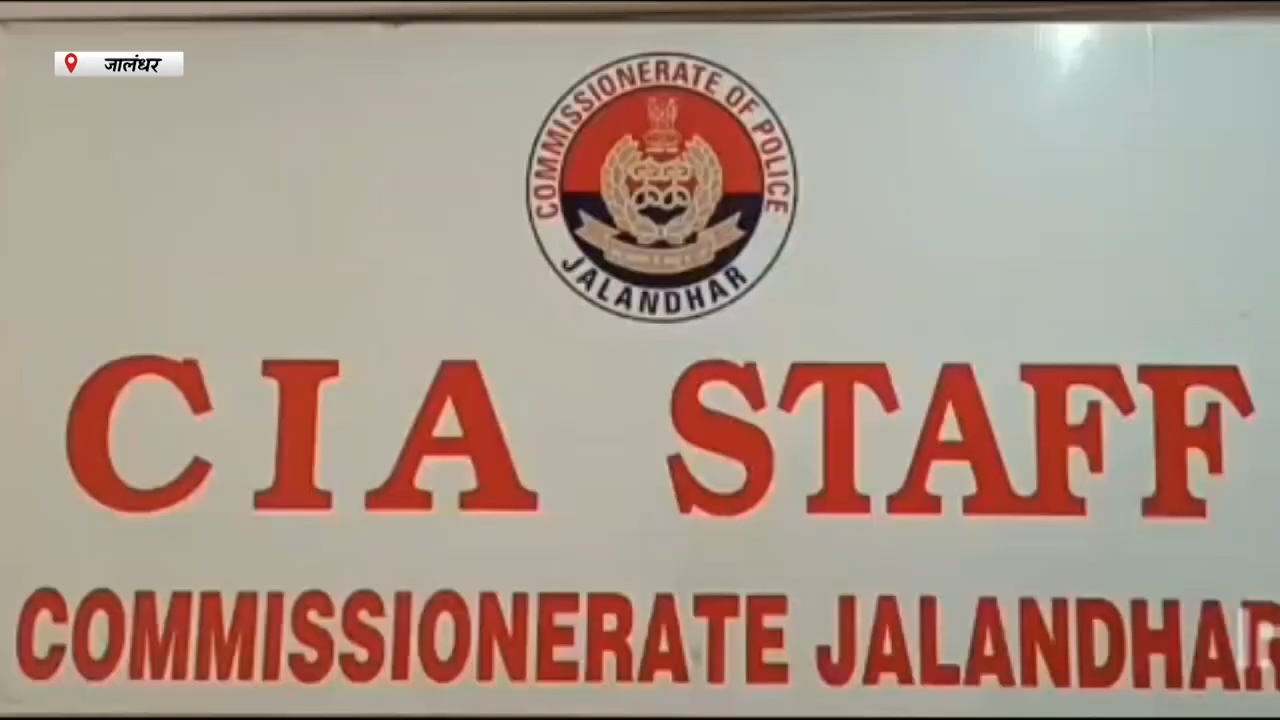 जालंधर
COMMISSIONERATE OF POLICE
JALANDHAR
CIA STAFF
COMMISSIONERATE JALANDHAR